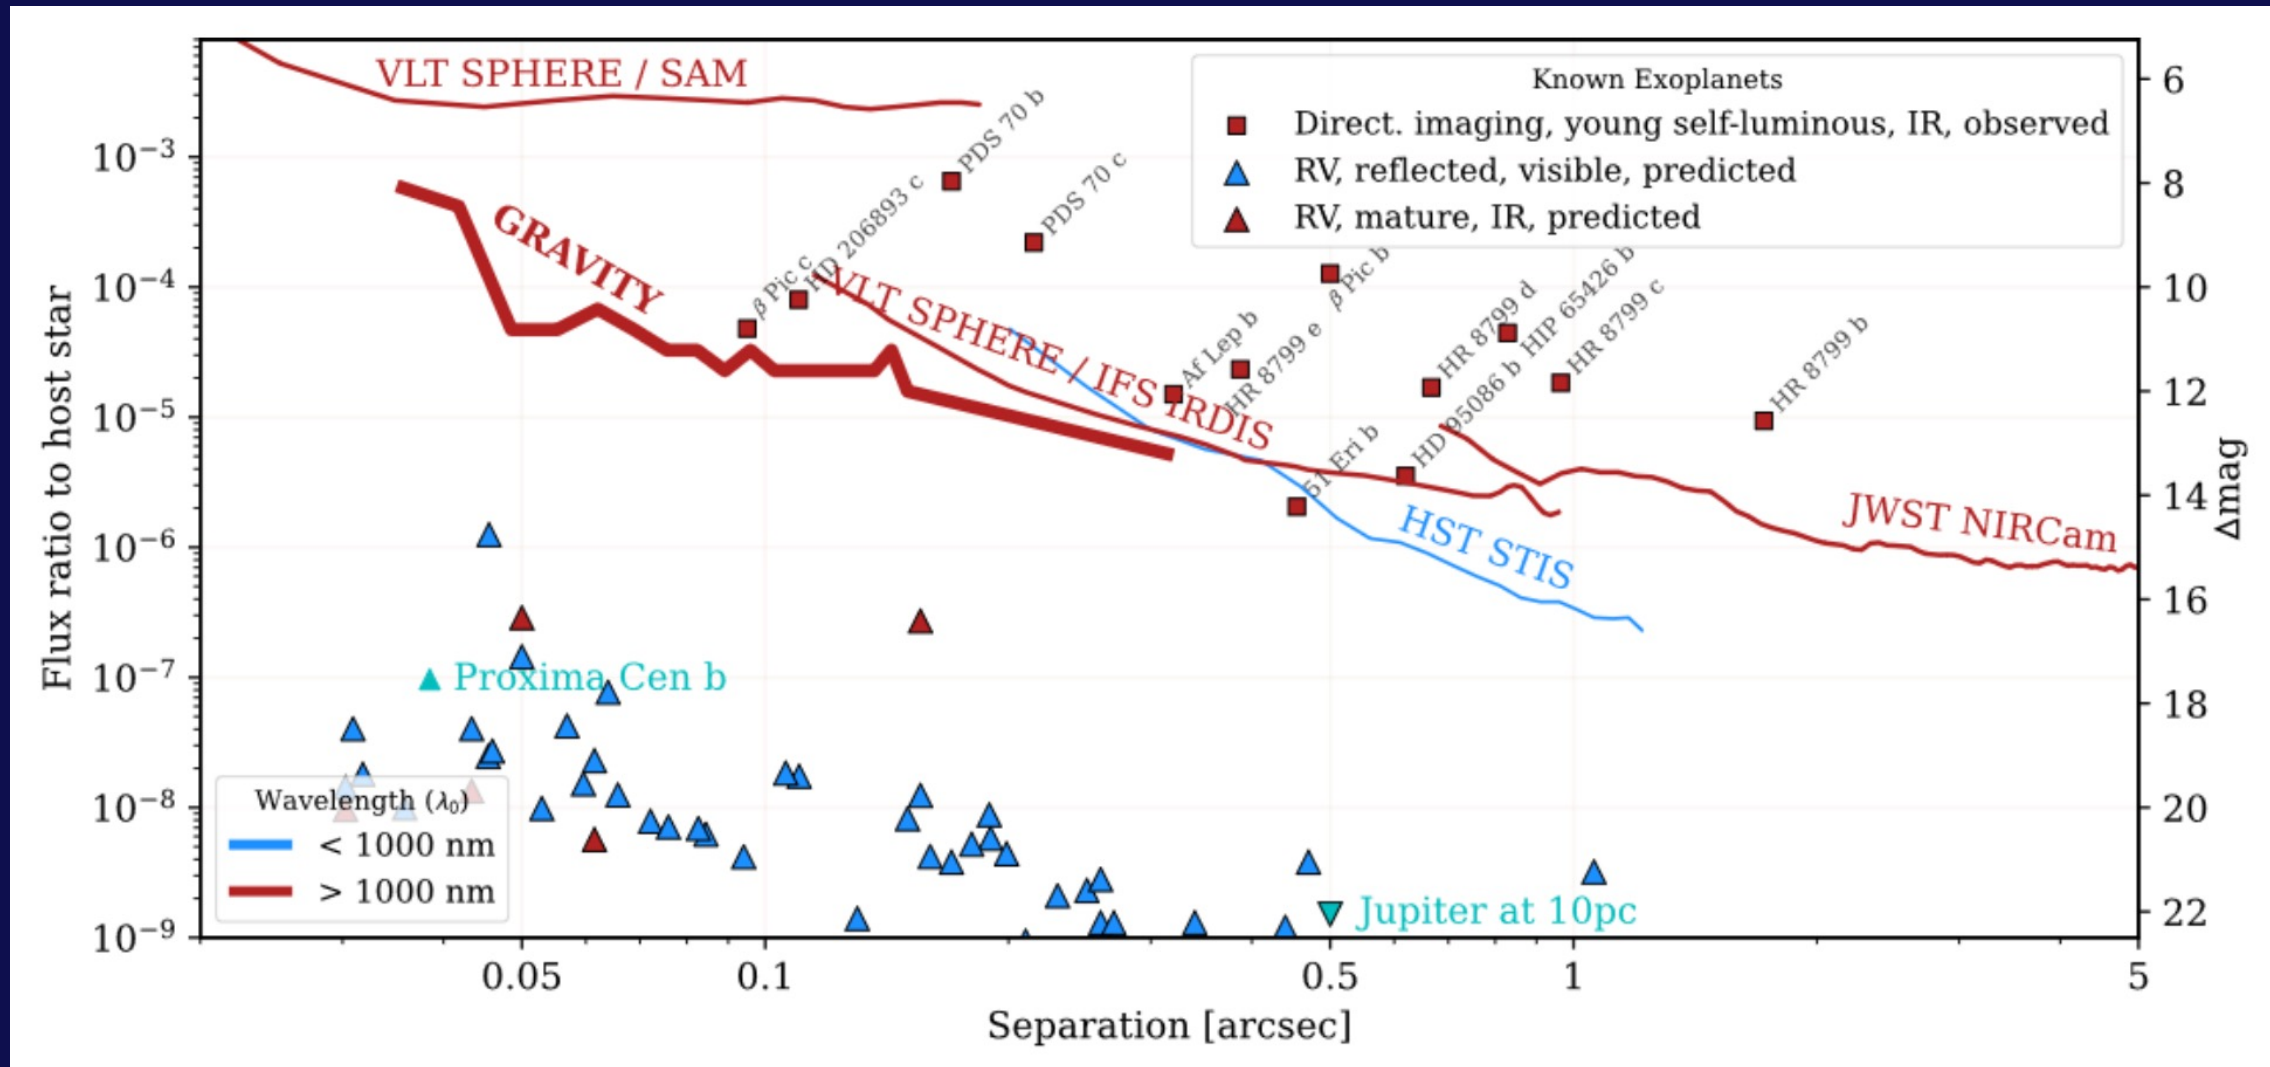 VLT SPHERE / SAM
GRAVITY
VLT SPHERE / IFS IRDIS
HST STIS
JWST NIRCam
Known Exoplanets
Direct. imaging, young self-luminous, IR, observed
RV, reflected, visible, predicted
RV, mature, IR, predicted
PDS 70 b
PDS 70 c
HD 206893 c
β Pic c
β Pic b
Af Lep b
HR 8799 e
HR 8799 d
HIP 65426 b
HR 8799 c
HR 8799 b
HD 95086 b
51 Eri b
Proxima Cen b
Jupiter at 10pc
Wavelength (λ₀)
< 1000 nm
> 1000 nm
Flux ratio to host star
10⁻³
10⁻⁴
10⁻⁵
10⁻⁶
10⁻⁷
10⁻⁸
10⁻⁹
6
8
10
12
14
16
18
20
22
Δmag
0.05 0.1 0.5 1 5
Separation [arcsec]